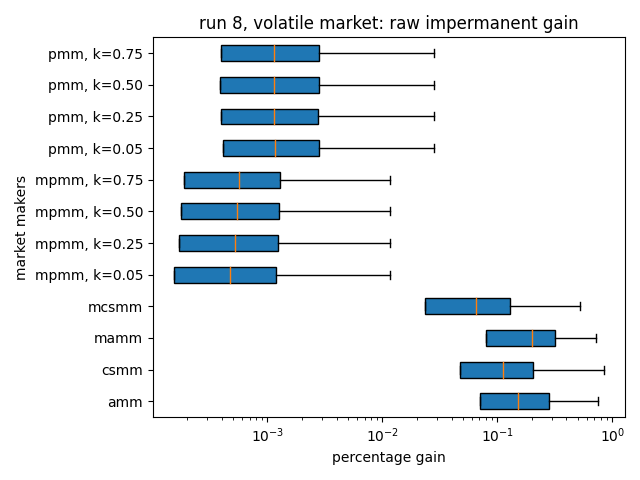 run 8, volatile market: raw impermanent gain
market makers
pmm, k=0.75
pmm, k=0.50
pmm, k=0.25
pmm, k=0.05
mpmm, k=0.75
mpmm, k=0.50
mpmm, k=0.25
mpmm, k=0.05
mcsmm
mamm
csmm
amm
10⁻³ 10⁻² 10⁻¹ 10⁰
percentage gain